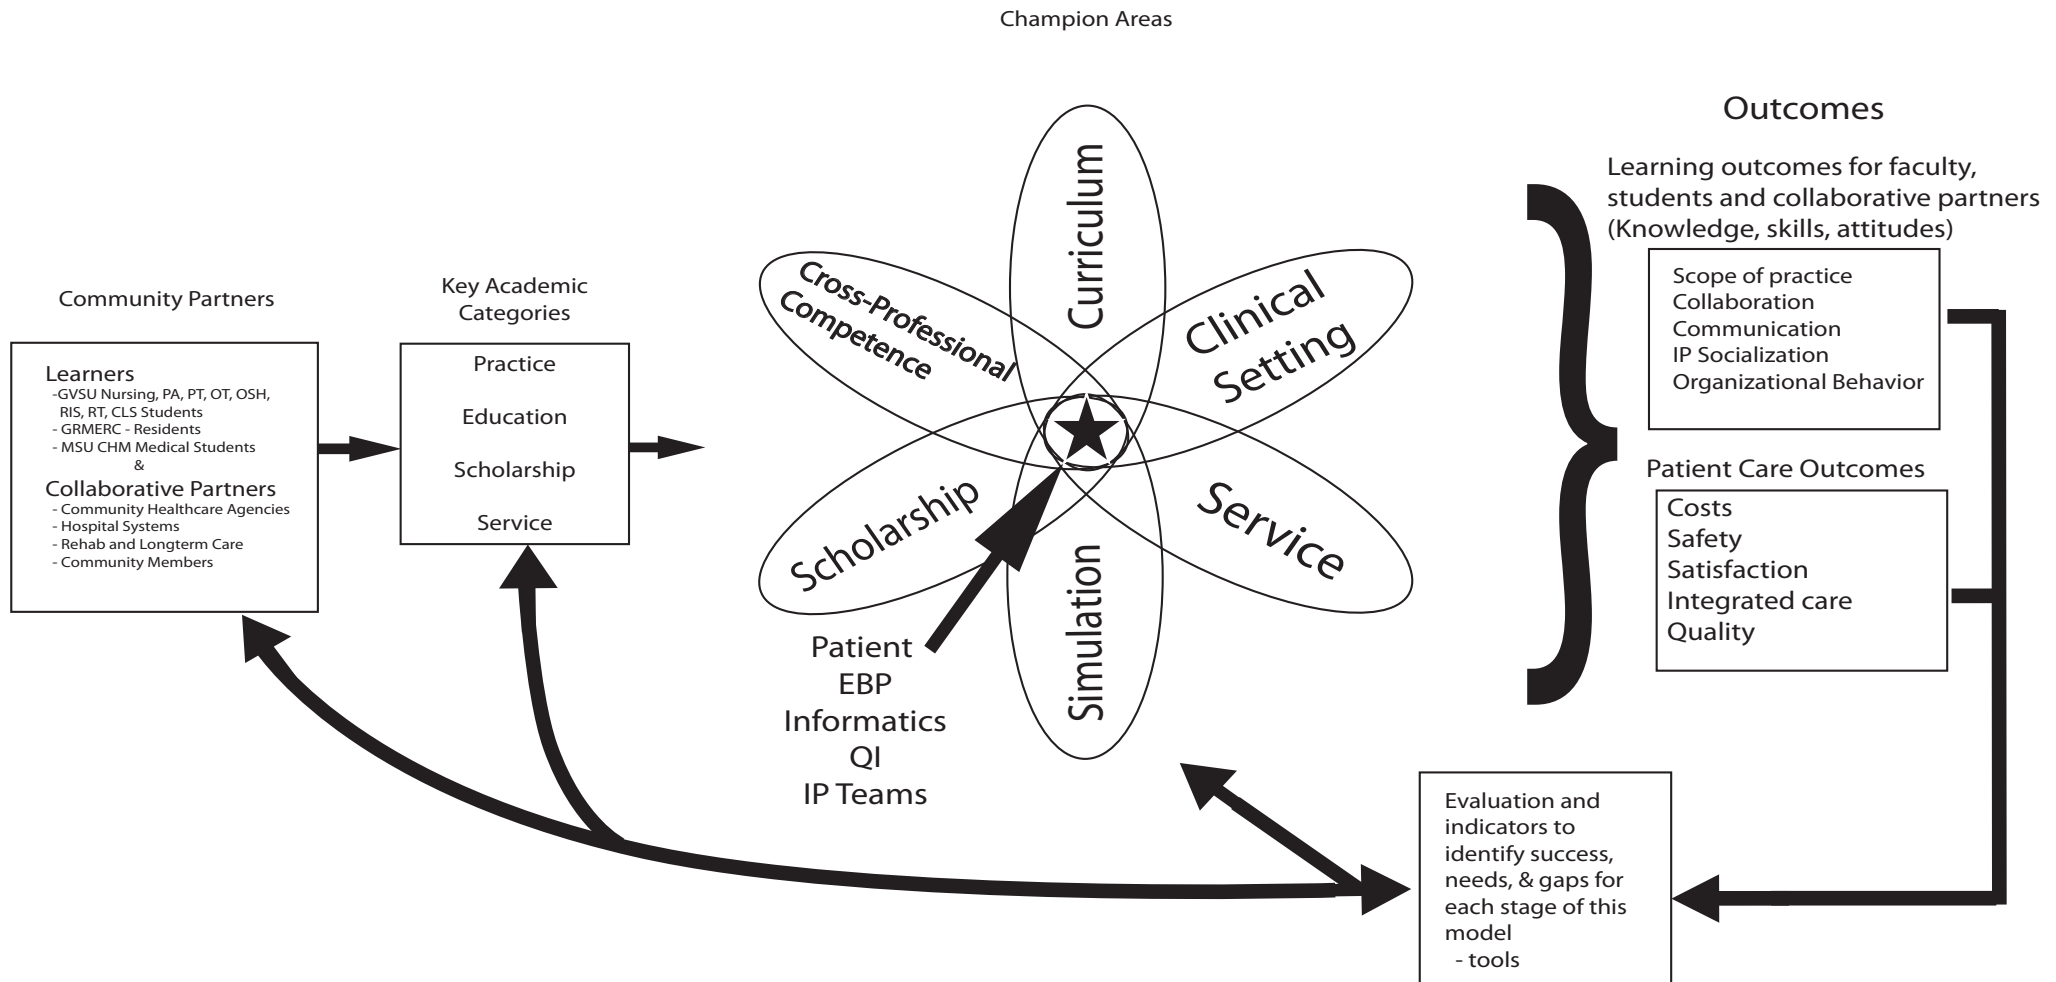 Champion Areas
Community Partners
Learners
-GVSU Nursing, PA, PT, OT, OSH,
RIS, RT, CLS Students
- GRMERC - Residents
- MSU CHM Medical Students
&
Collaborative Partners
- Community Healthcare Agencies
- Hospital Systems
- Rehab and Longterm Care
- Community Members
Key Academic
Categories
Practice
Education
Scholarship
Service
Curriculum
Cross-Professional
Competence
Clinical
Setting
Scholarship
Service
Simulation
Patient
EBP
Informatics
QI
IP Teams
Outcomes
Learning outcomes for faculty,
students and collaborative partners
(Knowledge, skills, attitudes)
Scope of practice
Collaboration
Communication
IP Socialization
Organizational Behavior
Patient Care Outcomes
Costs
Safety
Satisfaction
Integrated care
Quality
Evaluation and
indicators to
identify success,
needs, & gaps for
each stage of this
model
- tools